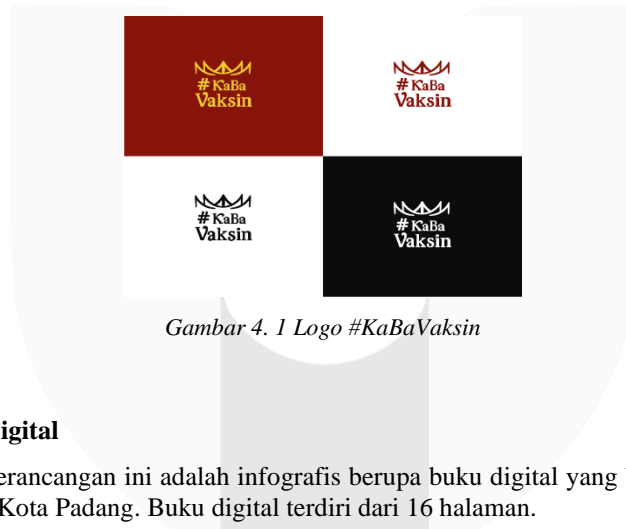 # KaBa
Vaksin
# KaBa
Vaksin
# KaBa
Vaksin
# KaBa
Vaksin
Gambar 4. 1 Logo #KaBaVaksin
igital
erancangan ini adalah infografis berupa buku digital yang
Kota Padang. Buku digital terdiri dari 16 halaman.